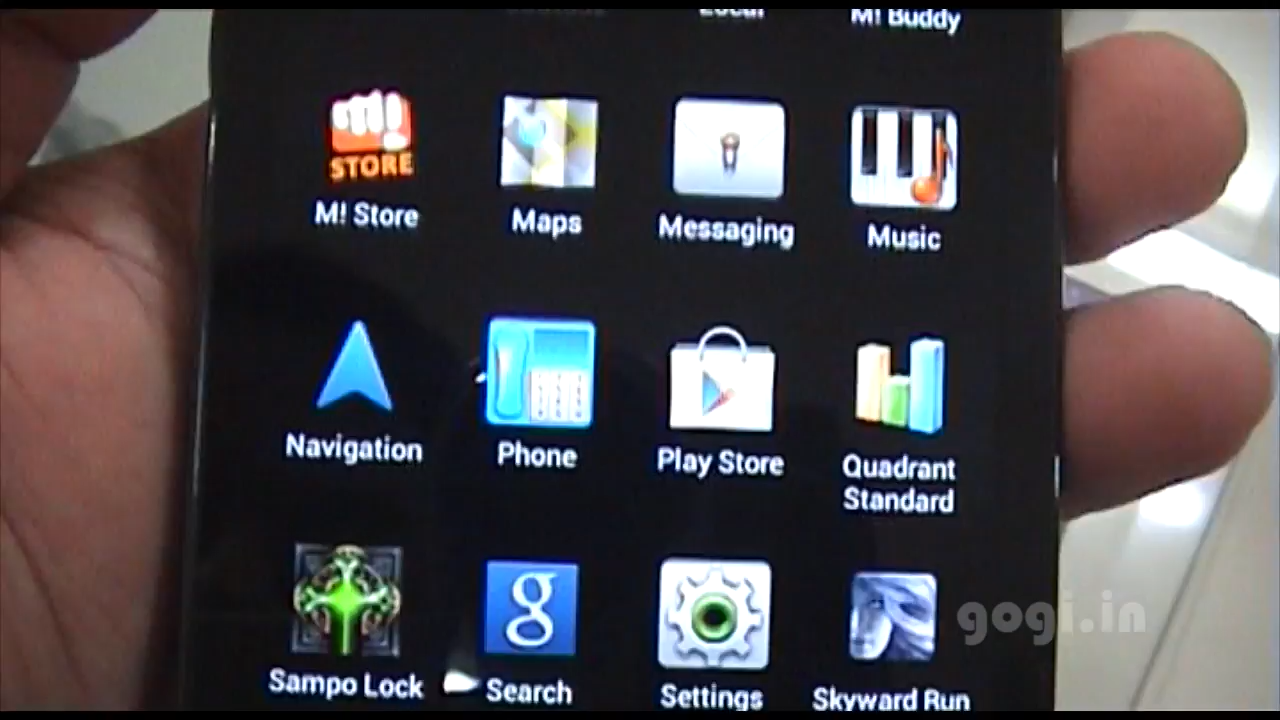 Local
M! Buddy
STORE
M! Store
Maps
Messaging
Music
Navigation
Phone
Play Store
Quadrant
Standard
g
Sampo Lock
Search
Settings
Skyward Run
gogi.in